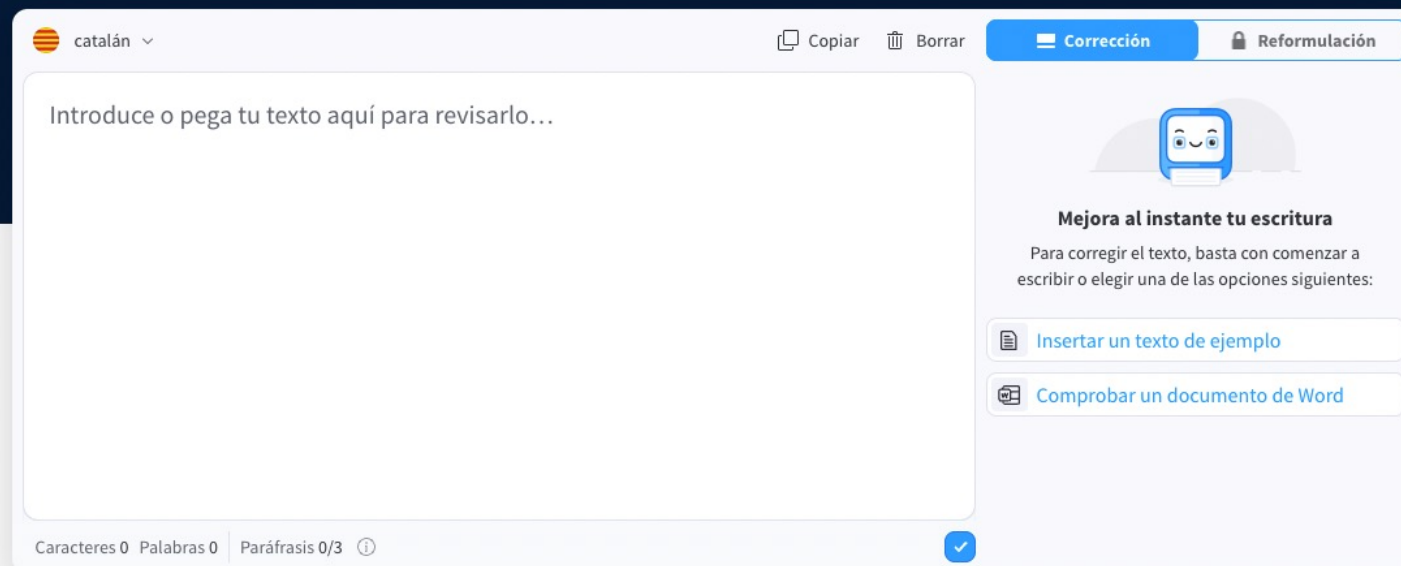 catalán
Copiar
Borrar
Corrección
Reformulación
Introduce o pega tu texto aquí para revisarlo…
Mejora al instante tu escritura
Para corregir el texto, basta con comenzar a
escribir o elegir una de las opciones siguientes:
Insertar un texto de ejemplo
Comprobar un documento de Word
Caracteres 0 Palabras 0 Paráfrasis 0/3